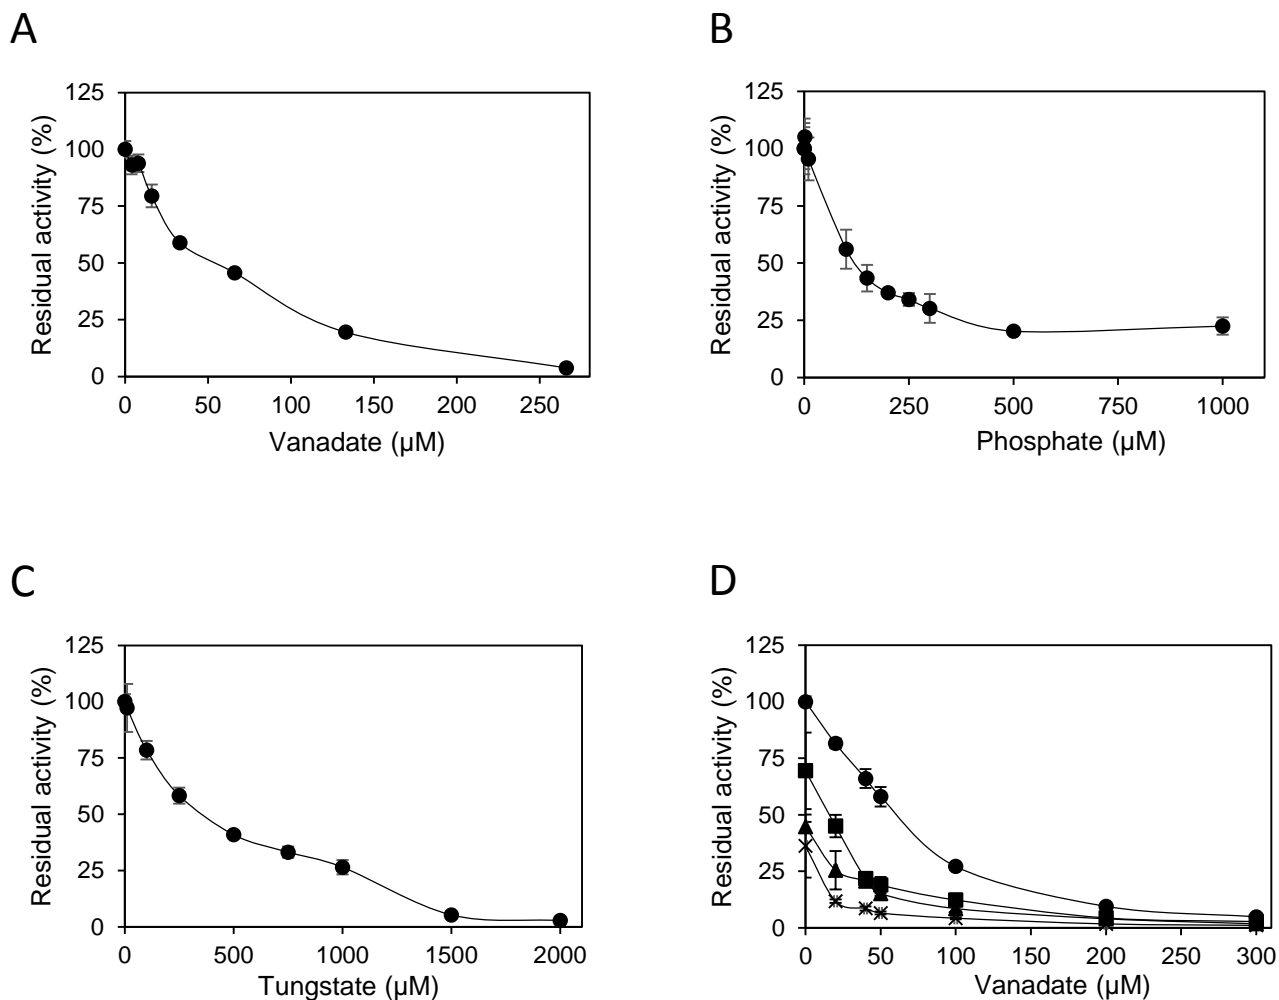 A
125
100
75
50
25
0
Residual activity (%)
0 50 100 150 200 250
Vanadate (µM)
B
125
100
75
50
25
0
Residual activity (%)
0 250 500 750 1000
Phosphate (µM)
C
125
100
75
50
25
0
Residual activity (%)
0 500 1000 1500 2000
Tungstate (µM)
D
125
100
75
50
25
0
Residual activity (%)
0 50 100 150 200 250 300
Vanadate (µM)